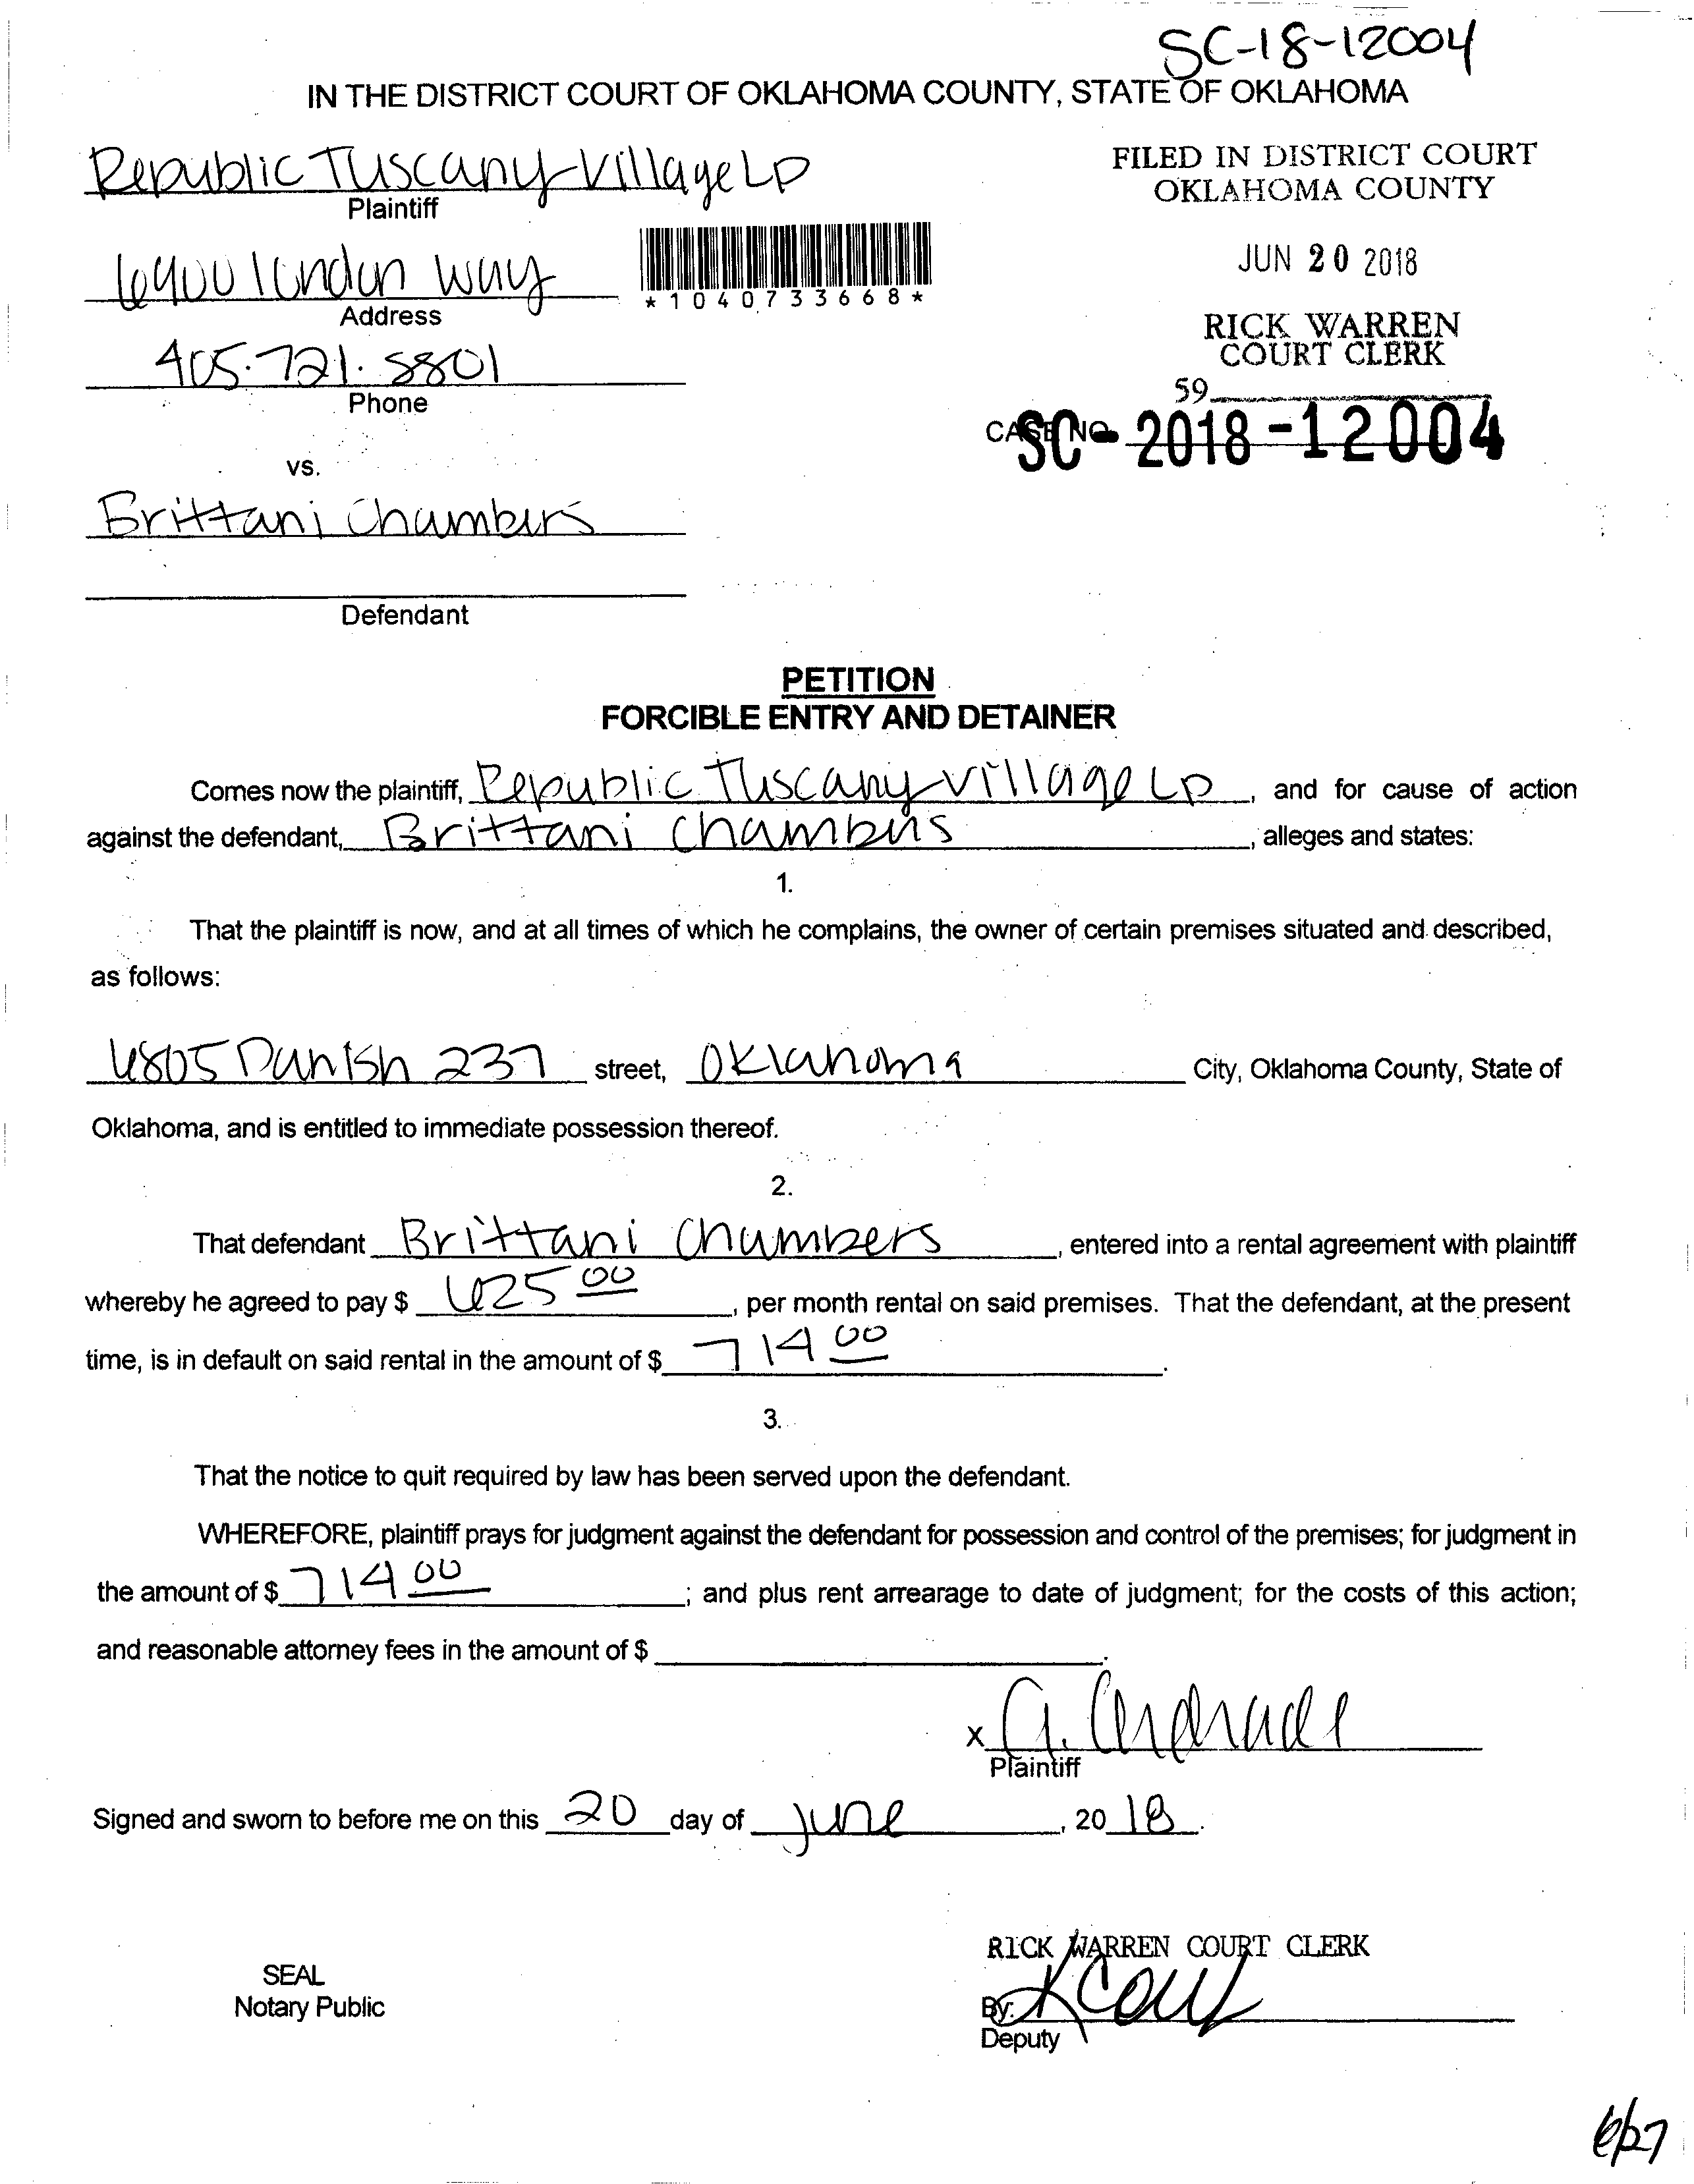 SC-18-12004
IN THE DISTRICT COURT OF OKLAHOMA COUNTY, STATE OF OKLAHOMA
Republic Tuscany Village LP
Plaintiff
FILED IN DISTRICT COURT
OKLAHOMA COUNTY
6900 london way
Address
*1040733668*
JUN 20 2018
RICK WARREN
COURT CLERK
405.721.8801
Phone
59
CASE NO.
SC-2018-12004
vs.
Brittani Chambers
Defendant
PETITION
FORCIBLE ENTRY AND DETAINER
Comes now the plaintiff, Republic Tuscany village LP, and for cause of action
against the defendant, Brittani Chambers, alleges and states:
1.
That the plaintiff is now, and at all times of which he complains, the owner of certain premises situated and described,
as follows:
6805 Danish 237 street, Oklahoma City, Oklahoma County, State of
Oklahoma, and is entitled to immediate possession thereof.
2.
That defendant Brittani Chambers, entered into a rental agreement with plaintiff
whereby he agreed to pay $ 625 00, per month rental on said premises. That the defendant, at the present
time, is in default on said rental in the amount of $ 714 00.
3.
That the notice to quit required by law has been served upon the defendant.
WHEREFORE, plaintiff prays for judgment against the defendant for possession and control of the premises; for judgment in
the amount of $ 714 00; and plus rent arrearage to date of judgment; for the costs of this action;
and reasonable attorney fees in the amount of $.
x A. Andrade
Plaintiff
Signed and sworn to before me on this 20 day of June, 20 18.
RICK WARREN COURT CLERK
SEAL
Notary Public
By:
Deputy
6/27